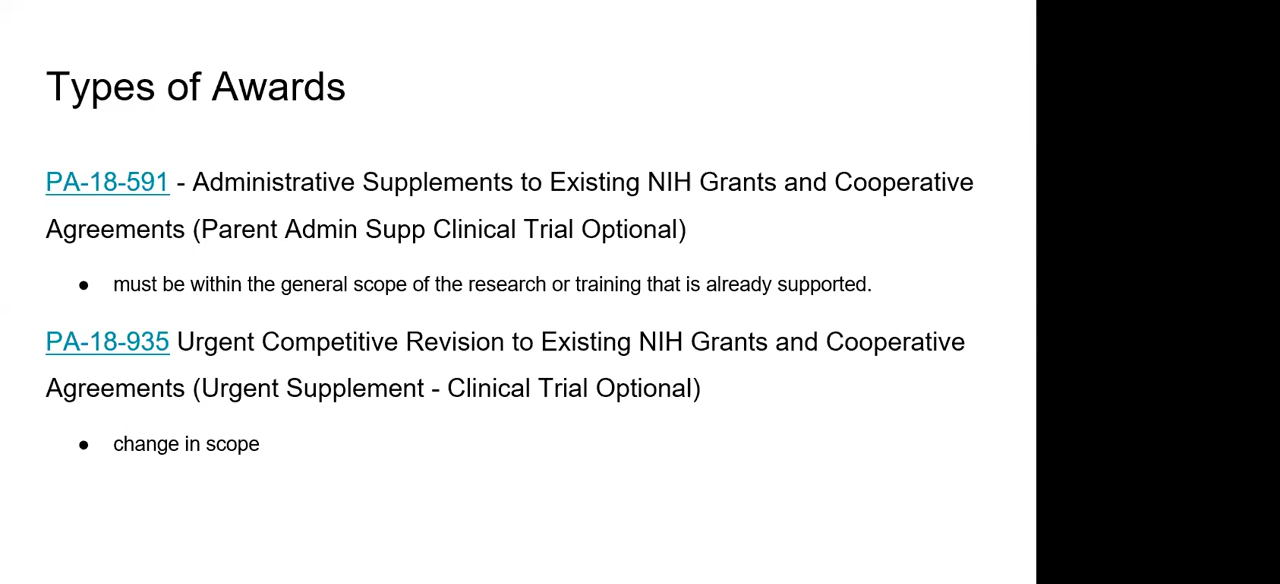 Types of Awards
PA-18-591 - Administrative Supplements to Existing NIH Grants and Cooperative
Agreements (Parent Admin Supp Clinical Trial Optional)
● must be within the general scope of the research or training that is already supported.
PA-18-935 Urgent Competitive Revision to Existing NIH Grants and Cooperative
Agreements (Urgent Supplement - Clinical Trial Optional)
● change in scope